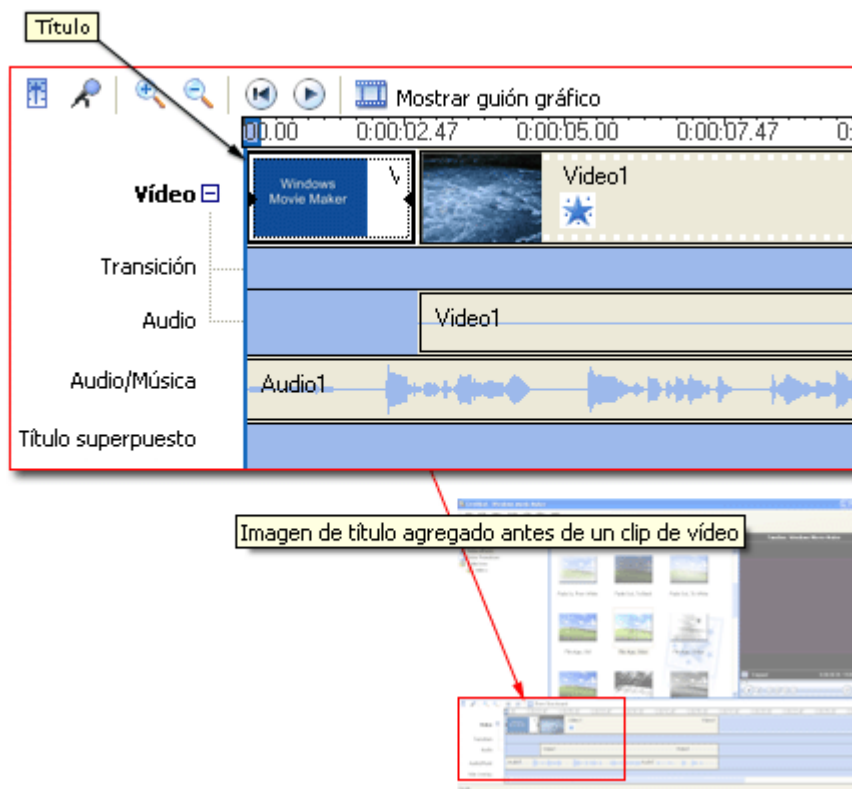 Título
Mostrar guión gráfico
00.00 0:00:02.47 0:00:05.00 0:00:07.47 0:
Vídeo
Windows
Movie Maker
V
Video1
Transición
Audio
Video1
Audio/Música
Audio1
Título superpuesto
Imagen de título agregado antes de un clip de vídeo